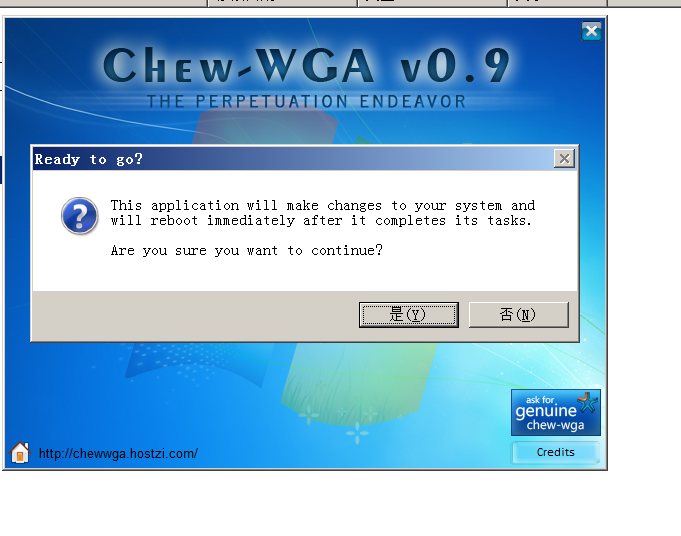 Chew-WGA v0.9
THE PERPETUATION ENDEAVOR
Ready to go?
This application will make changes to your system and
will reboot immediately after it completes its tasks.
Are you sure you want to continue?
是(Y)
否(N)
ask for
genuine
chew-wga
http://chewwga.hostzi.com/
Credits